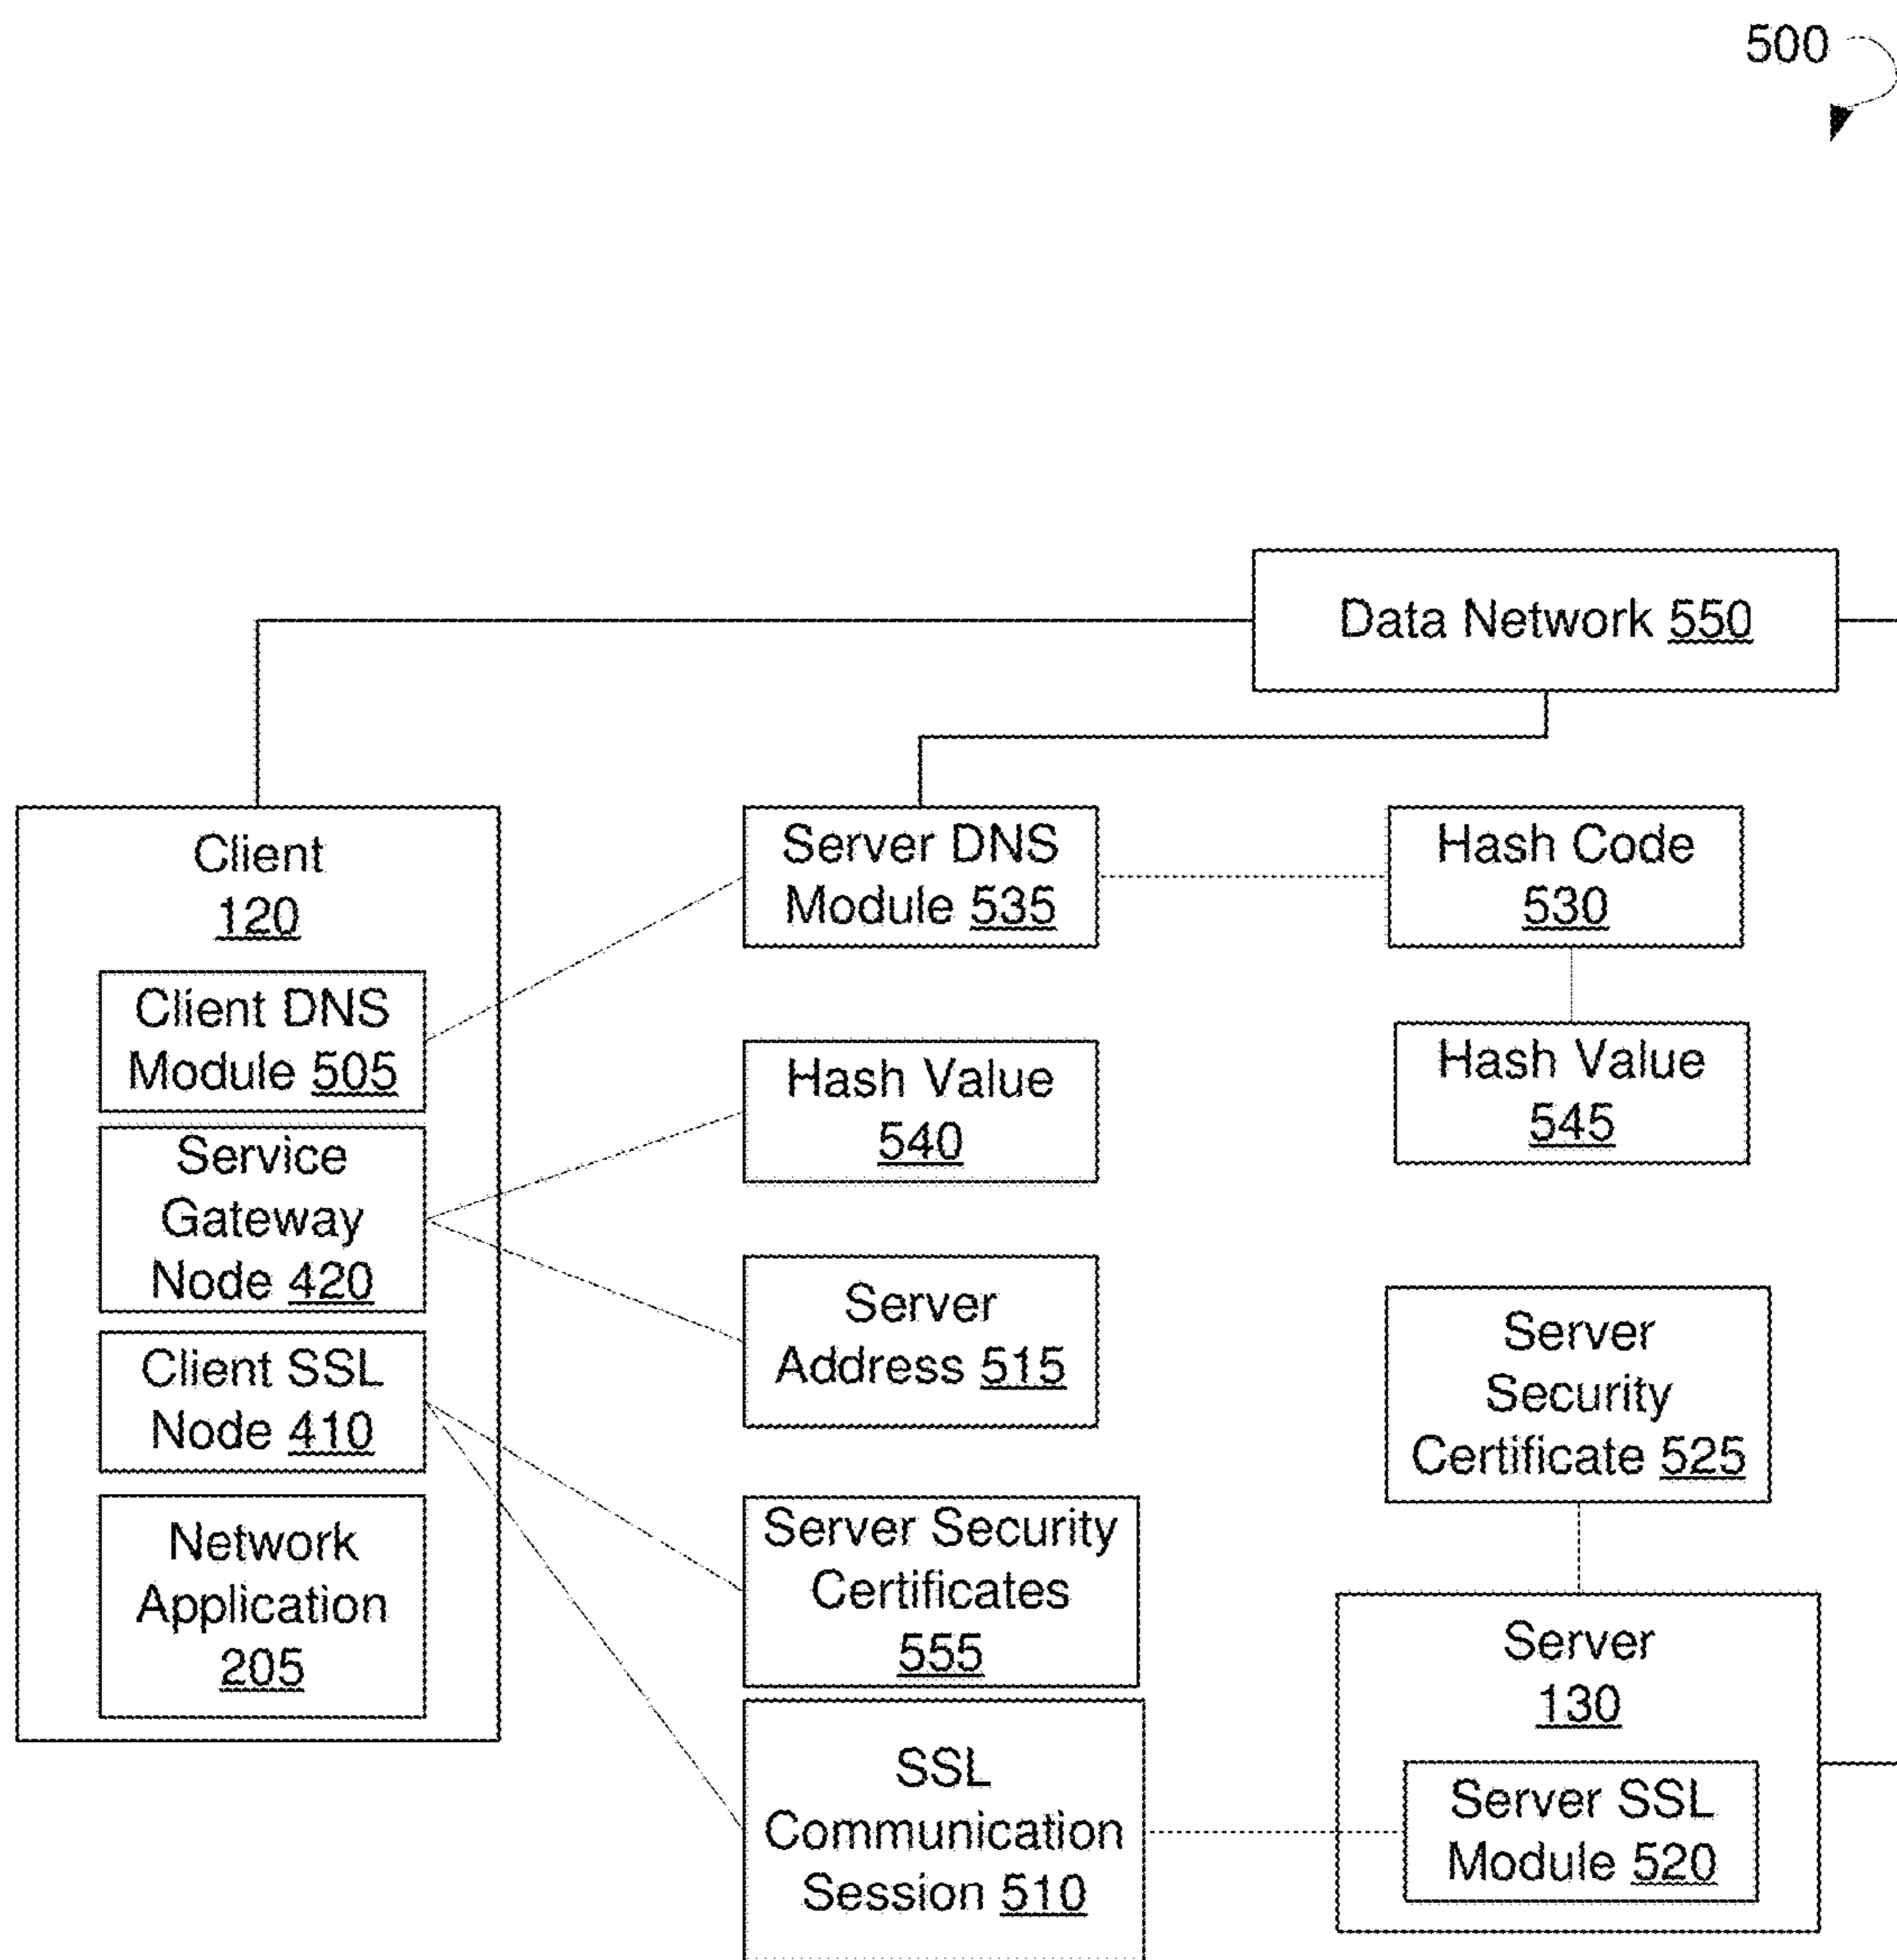 500
Data Network 550
Client
120
Client DNS
Module 505
Service
Gateway
Node 420
Client SSL
Node 410
Network
Application
205
Server DNS
Module 535
Hash Value
540
Server
Address 515
Server Security
Certificates
555
SSL
Communication
Session 510
Hash Code
530
Hash Value
545
Server
Security
Certificate 525
Server
130
Server SSL
Module 520